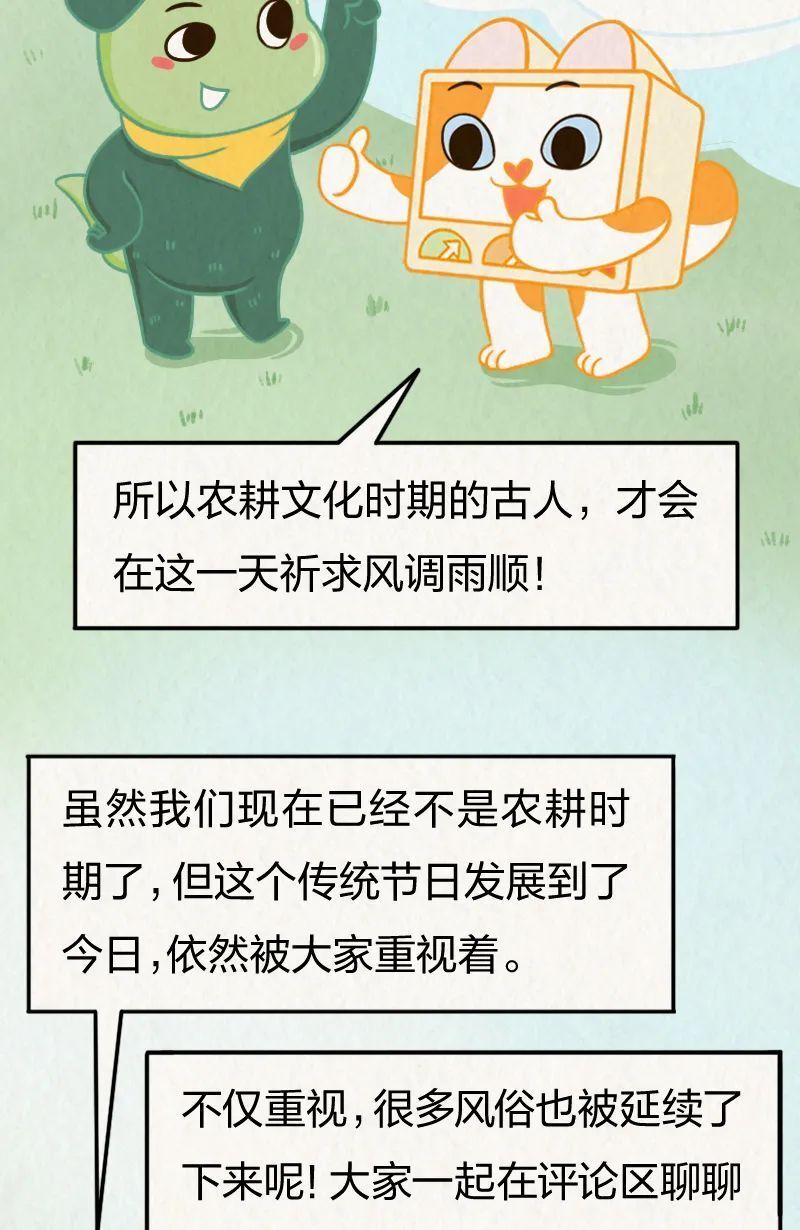 所以农耕文化时期的古人，才会
在这一天祈求风调雨顺！
虽然我们现在已经不是农耕时
期了，但这个传统节日发展到了
今日，依然被大家重视着。
不仅重视，很多风俗也被延续了
下来呢！大家一起在评论区聊聊